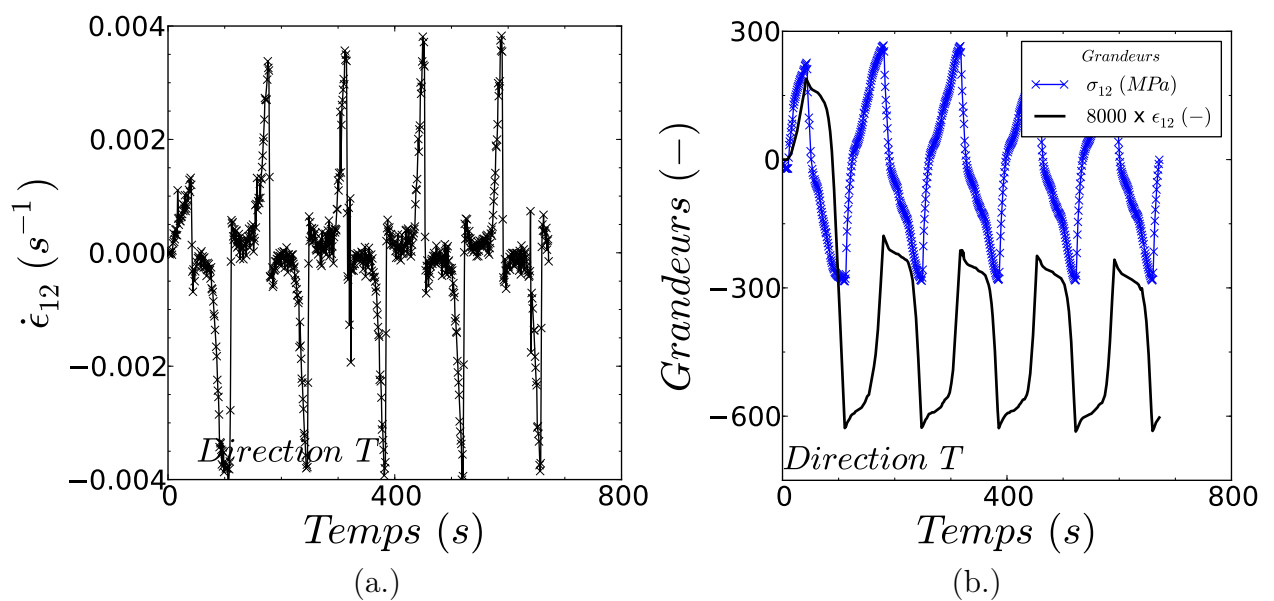 0.004
0.002
0.000
−0.002
−0.004
ϵ̇12 (s−1)
Direction T
0 400 800
Temps (s)
(a.)
300
0
−300
−600
Grandeurs (−)
Grandeurs
σ12 (MPa)
8000 x ϵ12 (−)
Direction T
0 400 800
Temps (s)
(b.)